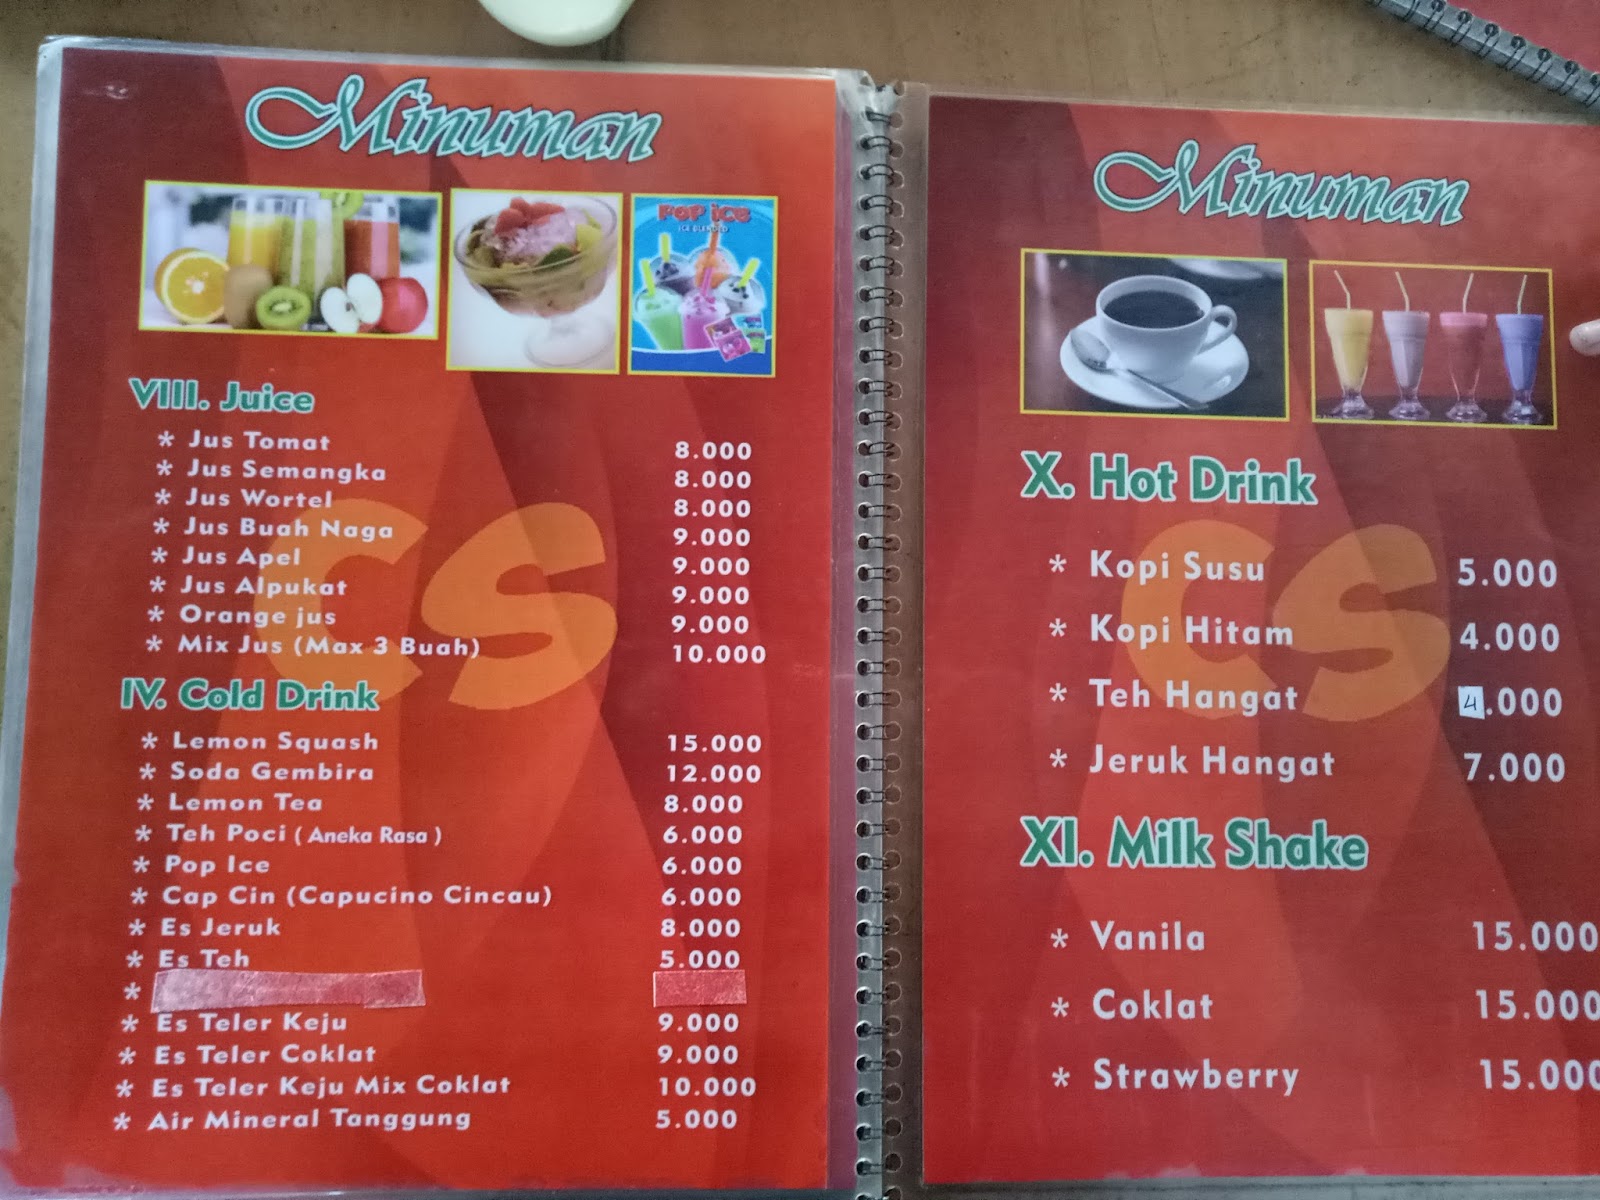 Minuman
POP ICE
ICE BLENDED
VIII. Juice
* Jus Tomat 8.000
* Jus Semangka 8.000
* Jus Wortel 8.000
* Jus Buah Naga 9.000
* Jus Apel 9.000
* Jus Alpukat 9.000
* Orange jus 9.000
* Mix Jus (Max 3 Buah) 10.000
CS
IV. Cold Drink
* Lemon Squash 15.000
* Soda Gembira 12.000
* Lemon Tea 8.000
* Teh Poci ( Aneka Rasa ) 6.000
* Pop Ice 6.000
* Cap Cin (Capucino Cincau) 6.000
* Es Jeruk 8.000
* Es Teh 5.000
*
* Es Teler Keju 9.000
* Es Teler Coklat 9.000
* Es Teler Keju Mix Coklat 10.000
* Air Mineral Tanggung 5.000
Minuman
X. Hot Drink
* Kopi Susu 5.000
* Kopi Hitam 4.000
* Teh Hangat 4.000
* Jeruk Hangat 7.000
CS
XI. Milk Shake
* Vanila 15.000
* Coklat 15.000
* Strawberry 15.000